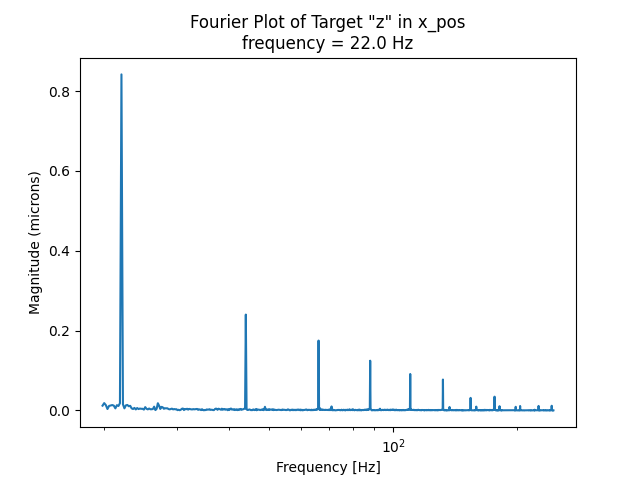 Fourier Plot of Target "z" in x_pos
frequency = 22.0 Hz
0.8
0.6
0.4
0.2
0.0
Magnitude (microns)
10²
Frequency [Hz]